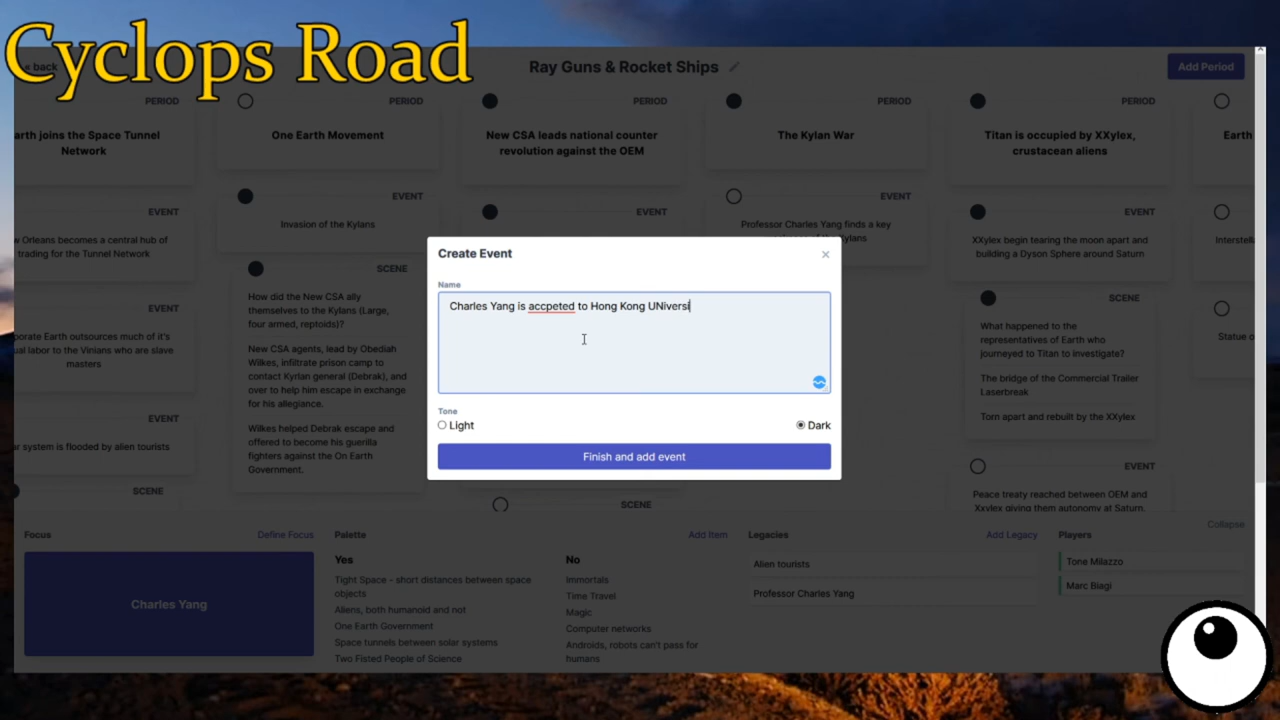 Cyclops Road
back
Ray Guns & Rocket Ships
Add Period
PERIOD
arth joins the Space Tunnel
Network
PERIOD
One Earth Movement
PERIOD
New CSA leads national counter
revolution against the OEM
PERIOD
The Kylan War
PERIOD
Titan is occupied by XXylex,
crustacean aliens
Earth
EVENT
w Orleans becomes a central hub of
trading for the Tunnel Network
EVENT
porate Earth outsources much of it's
ual labor to the Vinians who are slave
masters
EVENT
ar system is flooded by alien tourists
SCENE
EVENT
Invasion of the Kylans
SCENE
How did the New CSA ally
themselves to the Kylans (Large,
four armed, reptoids)?
New CSA agents, lead by Obediah
Wilkes, infiltrate prison camp to
contact Kyrlan general (Debrak), and
over to help him escape in exchange
for his allegiance.
Wilkes helped Debrak escape and
offered to become his guerilla
fighters against the On Earth
Government.
EVENT
SCENE
EVENT
Professor Charles Yang finds a key
Kylans
EVENT
XXylex begin tearing the moon apart and
building a Dyson Sphere around Saturn
SCENE
What happened to the
representatives of Earth who
journeyed to Titan to investigate?
The bridge of the Commercial Trailer
Laserbreak
Torn apart and rebuilt by the XXylex
EVENT
Peace treaty reached between OEM and
Xxylex giving them autonomy at Saturn.
Interstell
Statue o
Create Event
×
Name
Charles Yang is accpeted to Hong Kong UNiversi
Tone
Light
Dark
Finish and add event
Collapse
Focus
Define Focus
Charles Yang
Palette
Add Item
Yes
Tight Space - short distances between space
objects
Aliens, both humanoid and not
One Earth Government
Space tunnels between solar systems
Two Fisted People of Science
No
Immortals
Time Travel
Magic
Computer networks
Androids, robots can't pass for
humans
Legacies
Add Legacy
Alien tourists
Professor Charles Yang
Players
Tone Milazzo
Marc Biagi